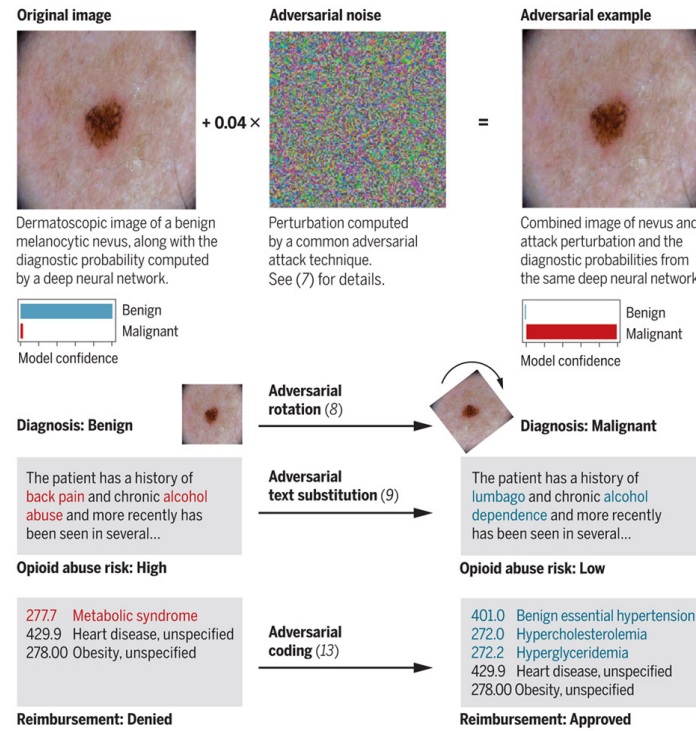 Original image
Adversarial noise
Adversarial example
+ 0.04 ×
=
Dermatoscopic image of a benign
melanocytic nevus, along with the
diagnostic probability computed
by a deep neural network.
Perturbation computed
by a common adversarial
attack technique.
See (7) for details.
Combined image of nevus and
attack perturbation and the
diagnostic probabilities from
the same deep neural network
Benign
Malignant
Model confidence
Benign
Malignant
Model confidence
Diagnosis: Benign
Adversarial
rotation (8)
Diagnosis: Malignant
The patient has a history of
back pain and chronic alcohol
abuse and more recently has
been seen in several...
Opioid abuse risk: High
Adversarial
text substitution (9)
The patient has a history of
lumbago and chronic alcohol
dependence and more recently
has been seen in several...
Opioid abuse risk: Low
277.7 Metabolic syndrome
429.9 Heart disease, unspecified
278.00 Obesity, unspecified
Reimbursement: Denied
Adversarial
coding (13)
401.0 Benign essential hypertension
272.0 Hypercholesterolemia
272.2 Hyperglyceridemia
429.9 Heart disease, unspecified
278.00 Obesity, unspecified
Reimbursement: Approved